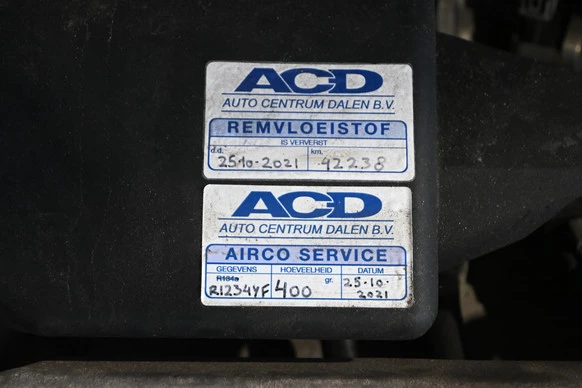 ACD
AUTO CENTRUM DALEN B.V.
REMVLOEISTOF
IS VERVERST
d.d. km.
25-10-2021 42238
ACD
AUTO CENTRUM DALEN B.V.
AIRCO SERVICE
GEGEVENS HOEVEELHEID DATUM
R134a gr. 25-10-
R1234YF 400 2021